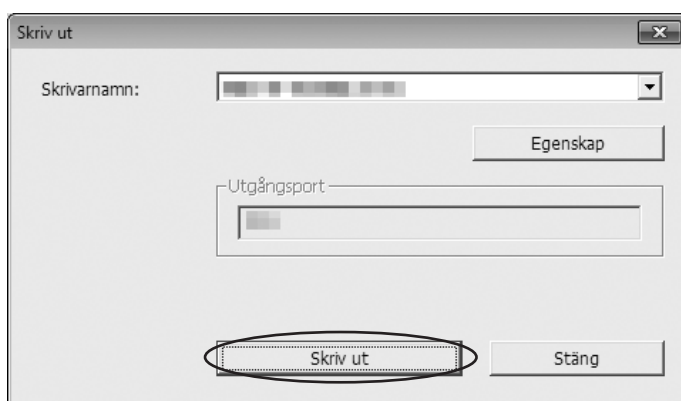 Skriv ut
Skrivarnamn:
Egenskap
Utgångsport
Skriv ut
Stäng